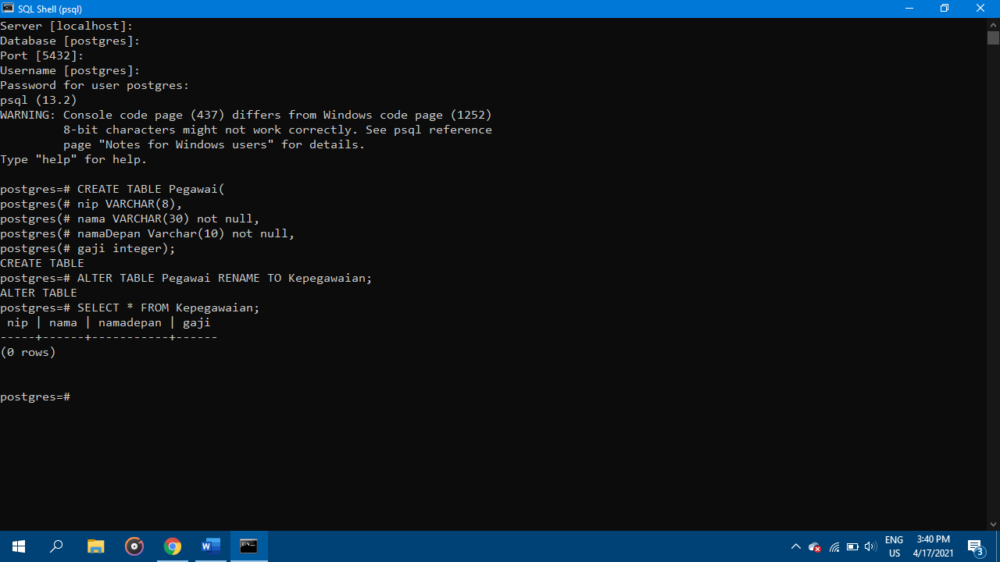 SQL Shell (psql)
Server [localhost]:
Database [postgres]:
Port [5432]:
Username [postgres]:
Password for user postgres:
psql (13.2)
WARNING: Console code page (437) differs from Windows code page (1252)
         8-bit characters might not work correctly. See psql reference
         page "Notes for Windows users" for details.
Type "help" for help.

postgres=# CREATE TABLE Pegawai(
postgres(# nip VARCHAR(8),
postgres(# nama VARCHAR(30) not null,
postgres(# namaDepan Varchar(10) not null,
postgres(# gaji integer);
CREATE TABLE
postgres=# ALTER TABLE Pegawai RENAME TO Kepegawaian;
ALTER TABLE
postgres=# SELECT * FROM Kepegawaian;
 nip | nama | namadepan | gaji
-----+------+-----------+------
(0 rows)


postgres=#
ENG
US
3:40 PM
4/17/2021
3